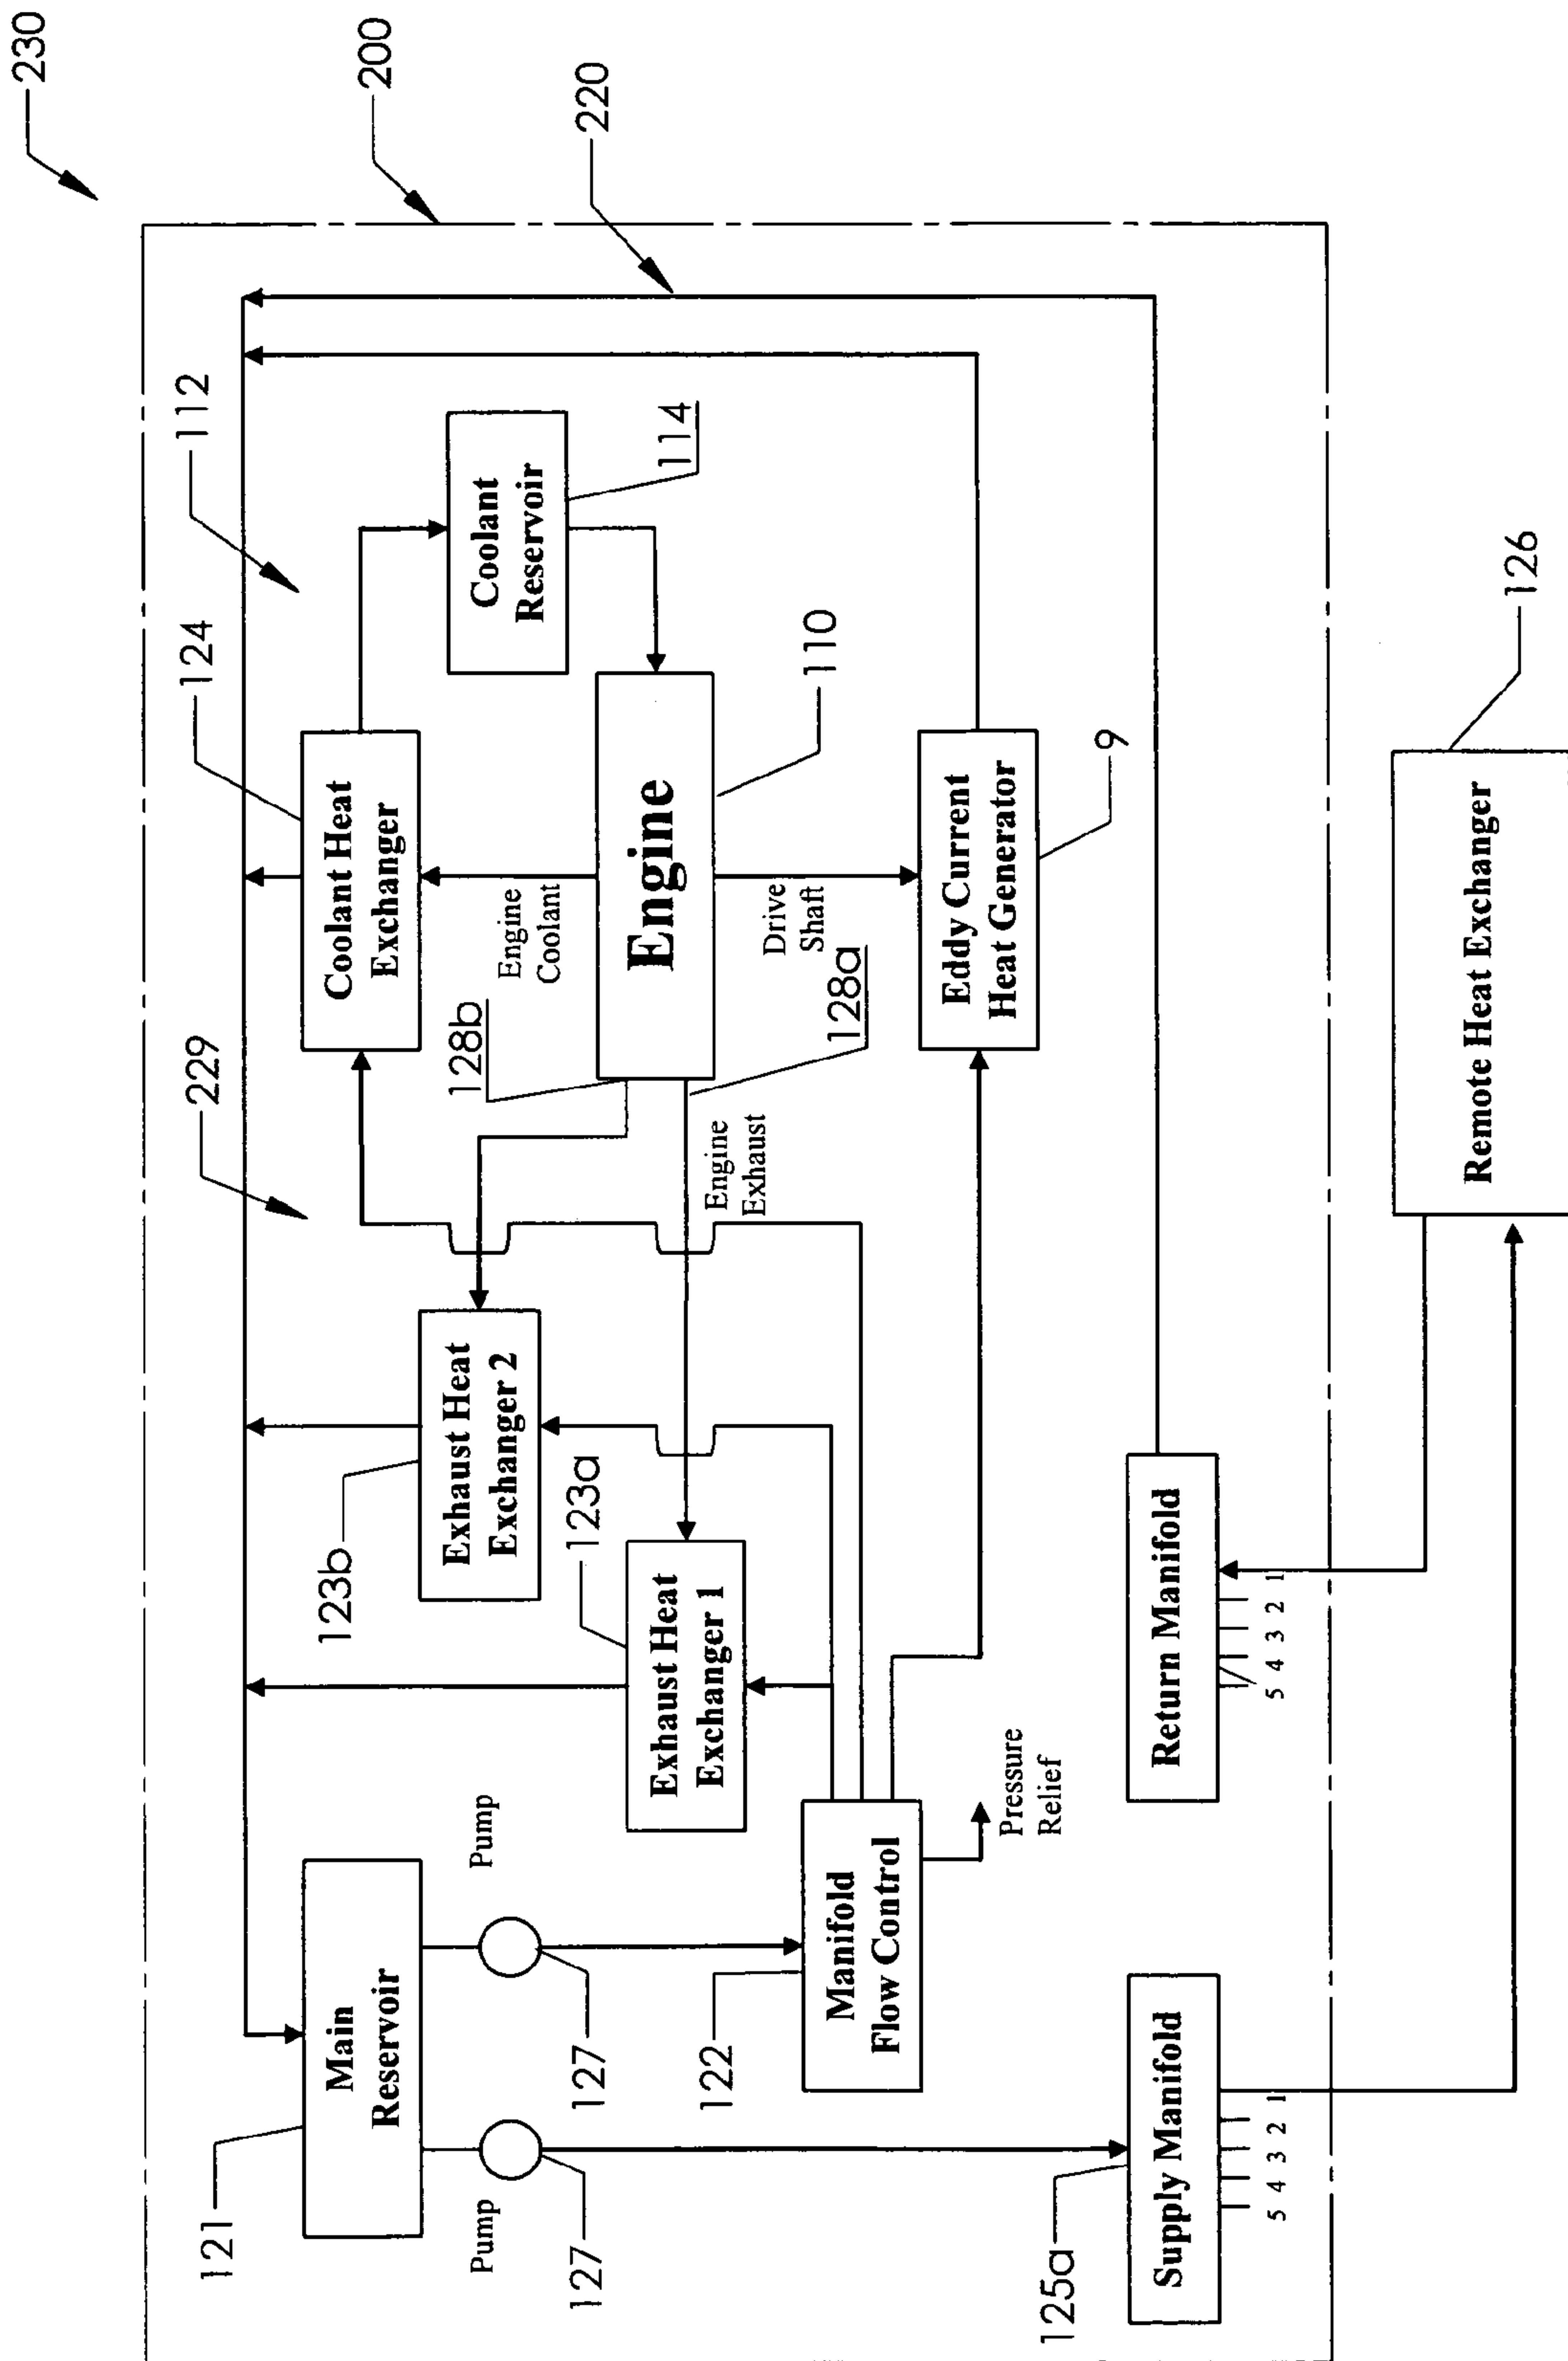 230
200
220
112
124
229
114
Coolant
Reservoir
Coolant Heat
Exchanger
Engine
Coolant
Engine
110
128b
Drive
Shaft
128a
Eddy Current
Heat Generator
9
Engine
Exhaust
Exhaust Heat
Exchanger 2
123b
Exhaust Heat
Exchanger 1
123a
Main
Reservoir
121
Pump
127
Pump
127
122
Manifold
Flow Control
Pressure
Relief
Supply Manifold
125a
5 4 3 2 1
Return Manifold
5 4 3 2 1
Remote Heat Exchanger
126